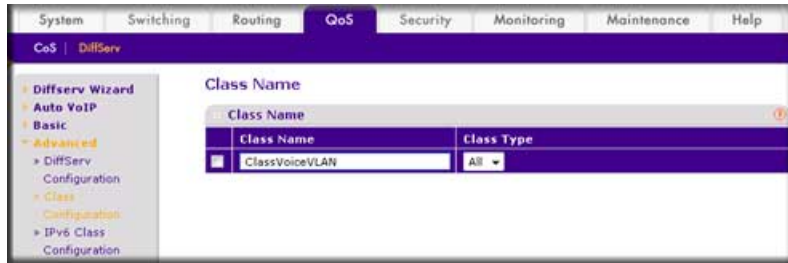 System Switching Routing QoS Security Monitoring Maintenance Help
CoS | DiffServ
Diffserv Wizard
Auto VoIP
Basic
Advanced
» DiffServ
Configuration
» Class
Configuration
» IPv6 Class
Configuration
Class Name
Class Name
Class Name Class Type
ClassVoiceVLAN All